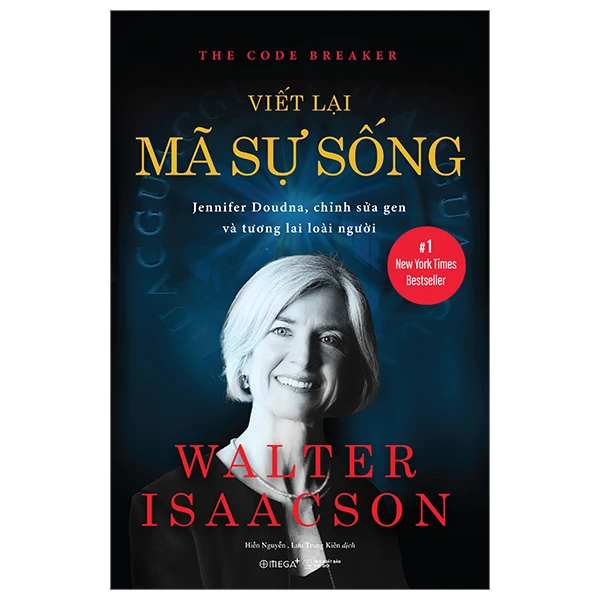 THE CODE BREAKER
VIẾT LẠI
MÃ SỰ SỐNG
Jennifer Doudna, chỉnh sửa gen
và tương lai loài người
#1
New York Times
Bestseller
WALTER
ISAACSON
Hiền Nguyễn, Lưu Trung Kiên dịch
OMEGA+